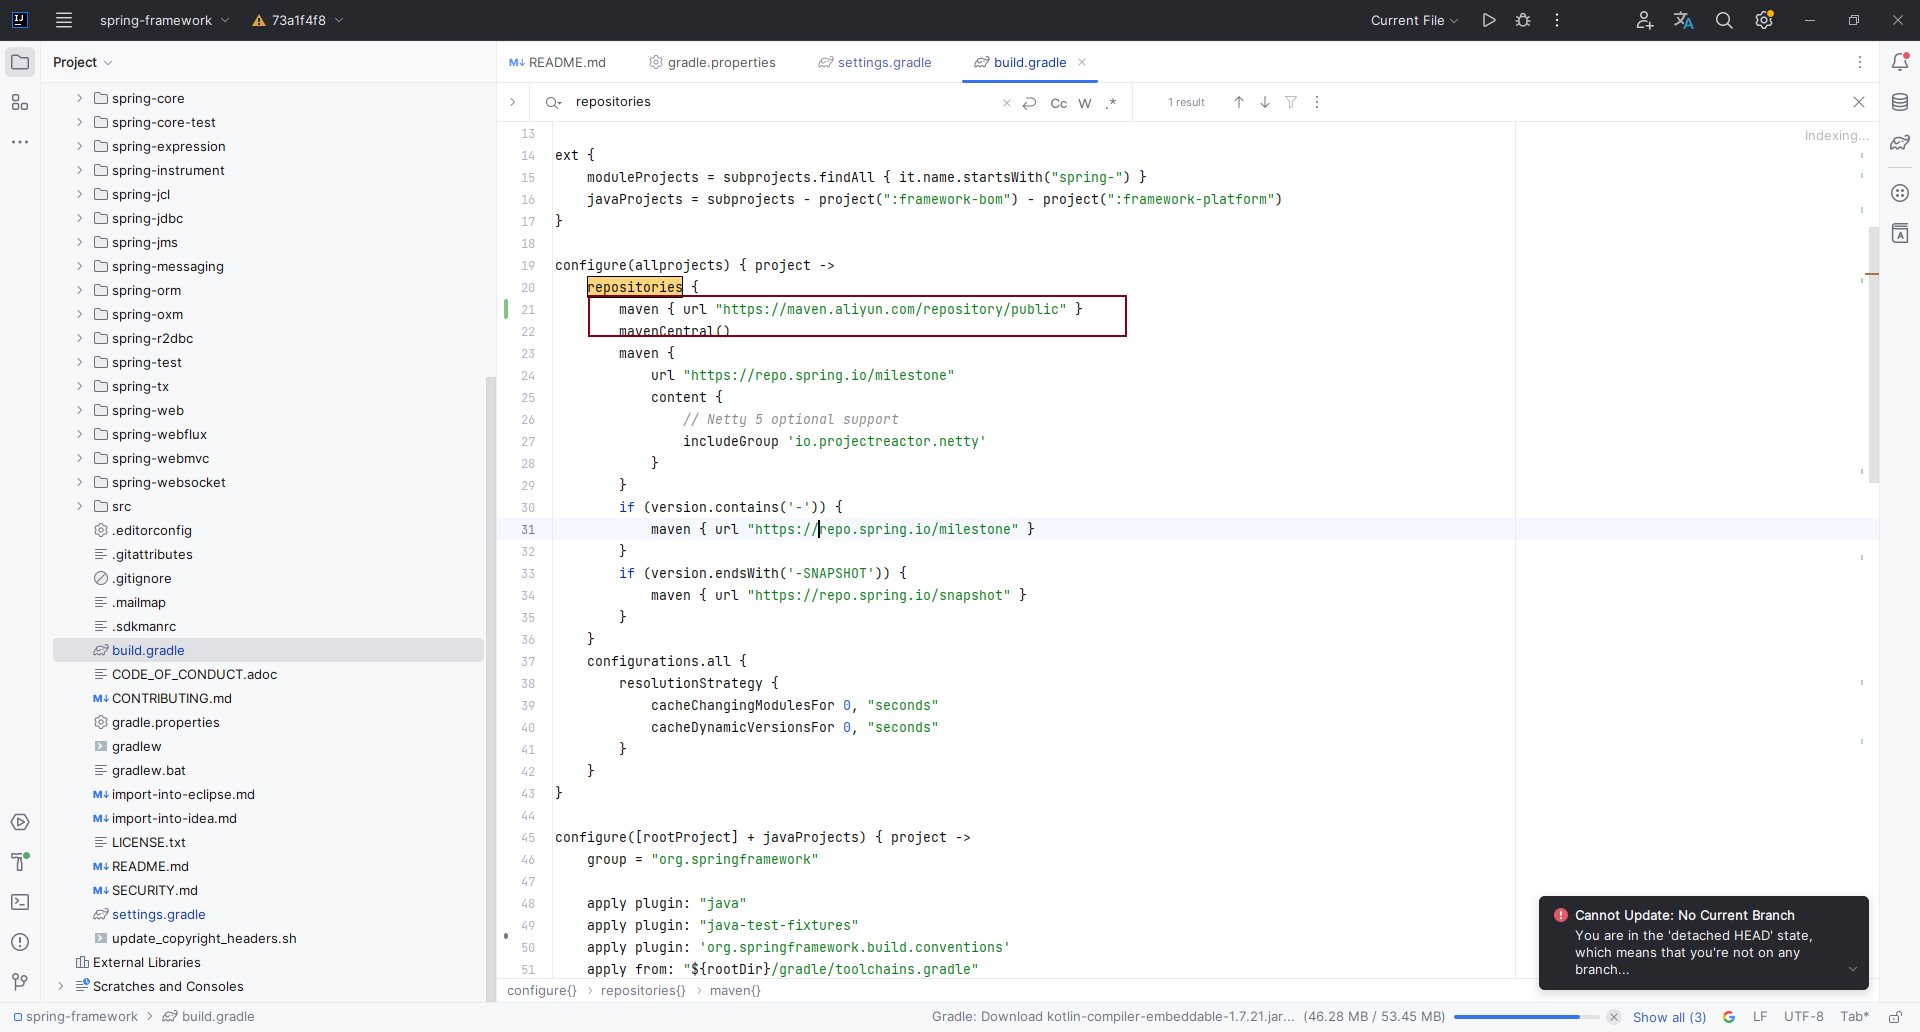 spring-framework
73a1f4f8
Current File
Project
spring-core
spring-core-test
spring-expression
spring-instrument
spring-jcl
spring-jdbc
spring-jms
spring-messaging
spring-orm
spring-oxm
spring-r2dbc
spring-test
spring-tx
spring-web
spring-webflux
spring-webmvc
spring-websocket
src
.editorconfig
.gitattributes
.gitignore
.mailmap
.sdkmanrc
build.gradle
CODE_OF_CONDUCT.adoc
M↓ CONTRIBUTING.md
gradle.properties
gradlew
gradlew.bat
M↓ import-into-eclipse.md
M↓ import-into-idea.md
LICENSE.txt
M↓ README.md
M↓ SECURITY.md
settings.gradle
update_copyright_headers.sh
External Libraries
Scratches and Consoles
M↓ README.md
gradle.properties
settings.gradle
build.gradle
repositories
Cc W .*
1 result
Indexing...
13
14 ext {
15 moduleProjects = subprojects.findAll { it.name.startsWith("spring-") }
16 javaProjects = subprojects - project(":framework-bom") - project(":framework-platform")
17 }
18
19 configure(allprojects) { project ->
20 repositories {
21 maven { url "https://maven.aliyun.com/repository/public" }
22 mavenCentral()
23 maven {
24 url "https://repo.spring.io/milestone"
25 content {
26 // Netty 5 optional support
27 includeGroup 'io.projectreactor.netty'
28 }
29 }
30 if (version.contains('-')) {
31 maven { url "https://repo.spring.io/milestone" }
32 }
33 if (version.endsWith('-SNAPSHOT')) {
34 maven { url "https://repo.spring.io/snapshot" }
35 }
36 }
37 configurations.all {
38 resolutionStrategy {
39 cacheChangingModulesFor 0, "seconds"
40 cacheDynamicVersionsFor 0, "seconds"
41 }
42 }
43 }
44
45 configure([rootProject] + javaProjects) { project ->
46 group = "org.springframework"
47
48 apply plugin: "java"
49 apply plugin: "java-test-fixtures"
50 apply plugin: 'org.springframework.build.conventions'
51 apply from: "${rootDir}/gradle/toolchains.gradle"
configure{} › repositories{} › maven{}
Cannot Update: No Current Branch
You are in the 'detached HEAD' state,
which means that you're not on any
branch...
spring-framework > build.gradle
Gradle: Download kotlin-compiler-embeddable-1.7.21.jar... (46.28 MB / 53.45 MB)
Show all (3)
LF
UTF-8
Tab*